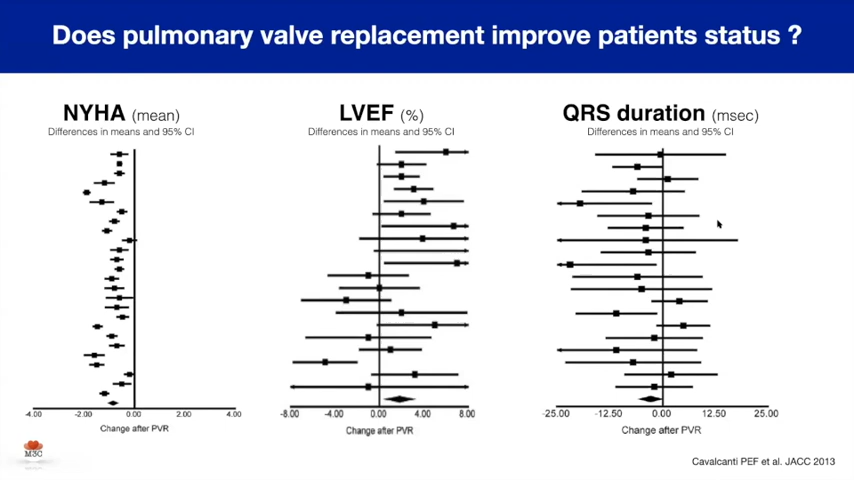 Does pulmonary valve replacement improve patients status ?
NYHA (mean)
Differences in means and 95% CI
-4.00 -2.00 0.00 2.00 4.00
Change after PVR
LVEF (%)
Differences in means and 95% CI
-8.00 -4.00 0.00 4.00 8.00
Change after PVR
QRS duration (msec)
Differences in means and 95% CI
-25.00 -12.50 0.00 12.50 25.00
Change after PVR
M3C
Cavalcanti PEF et al. JACC 2013